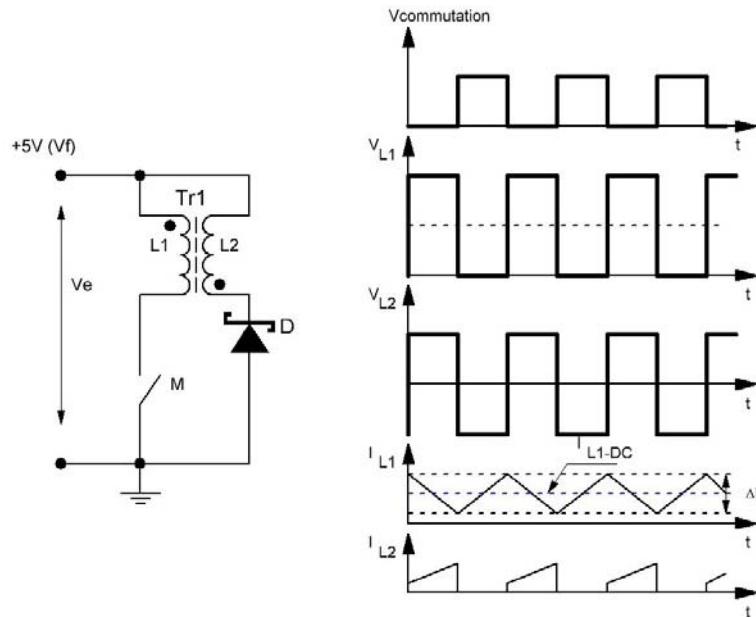 Vcommutation
t
+5V (Vf)
Tr1
L1
L2
Ve
D
M
V L1
t
V L2
t
L1-DC
I L1
Δ
t
I L2
t